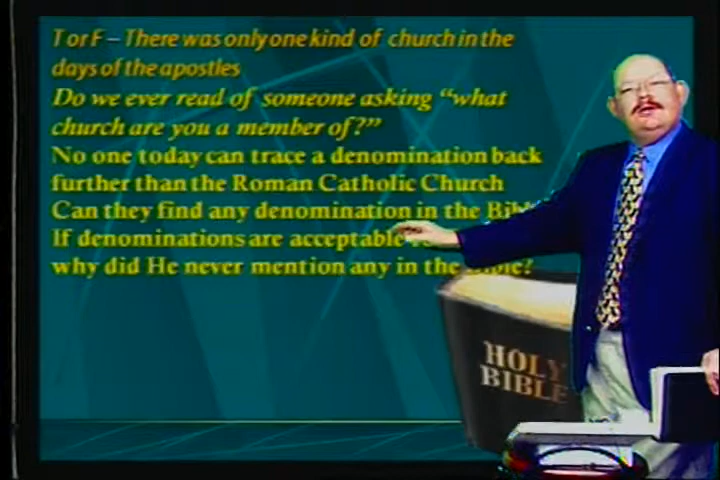 T or F – There was only one kind of church in the
days of the apostles
Do we ever read of someone asking “what
church are you a member of?”
No one today can trace a denomination back
further than the Roman Catholic Church
Can they find any denomination in the
If denominations are acceptable
why did He never mention any in the Bible?
HOLY
BIBLE